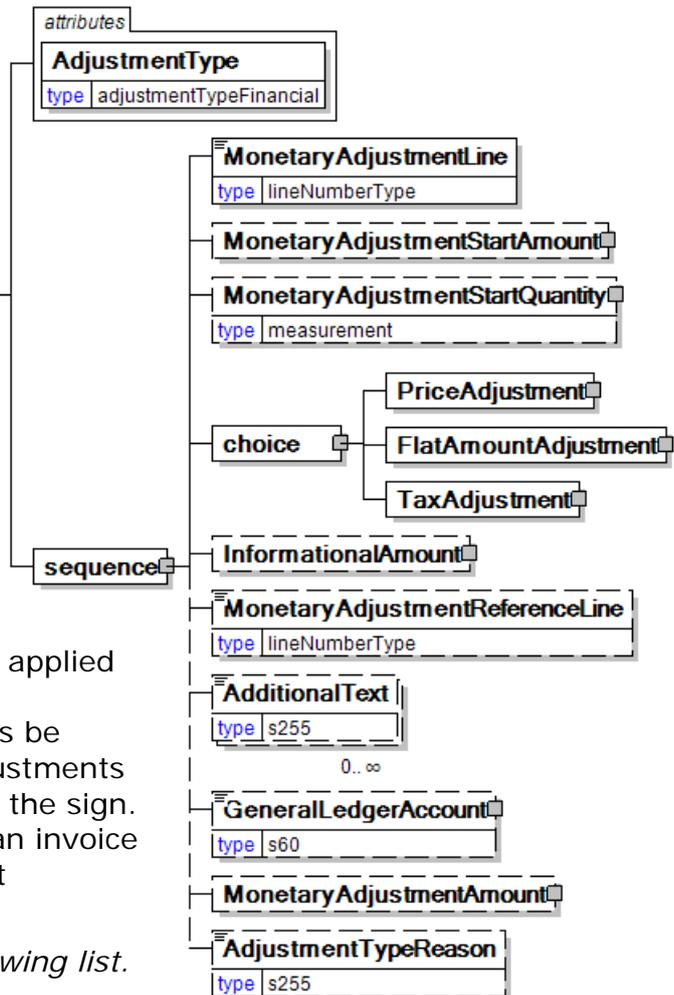 attributes
AdjustmentType
type adjustmentTypeFinancial
MonetaryAdjustmentLine
type lineNumberType
MonetaryAdjustmentStartAmount
MonetaryAdjustmentStartQuantity
type measurement
choice
PriceAdjustment
FlatAmountAdjustment
TaxAdjustment
sequence
InformationalAmount
MonetaryAdjustmentReferenceLine
type lineNumberType
AdditionalText
type s255
0..∞
GeneralLedgerAccount
type s60
MonetaryAdjustmentAmount
AdjustmentTypeReason
type s255
applied
s be
ustments
the sign.
an invoice
t
wing list.